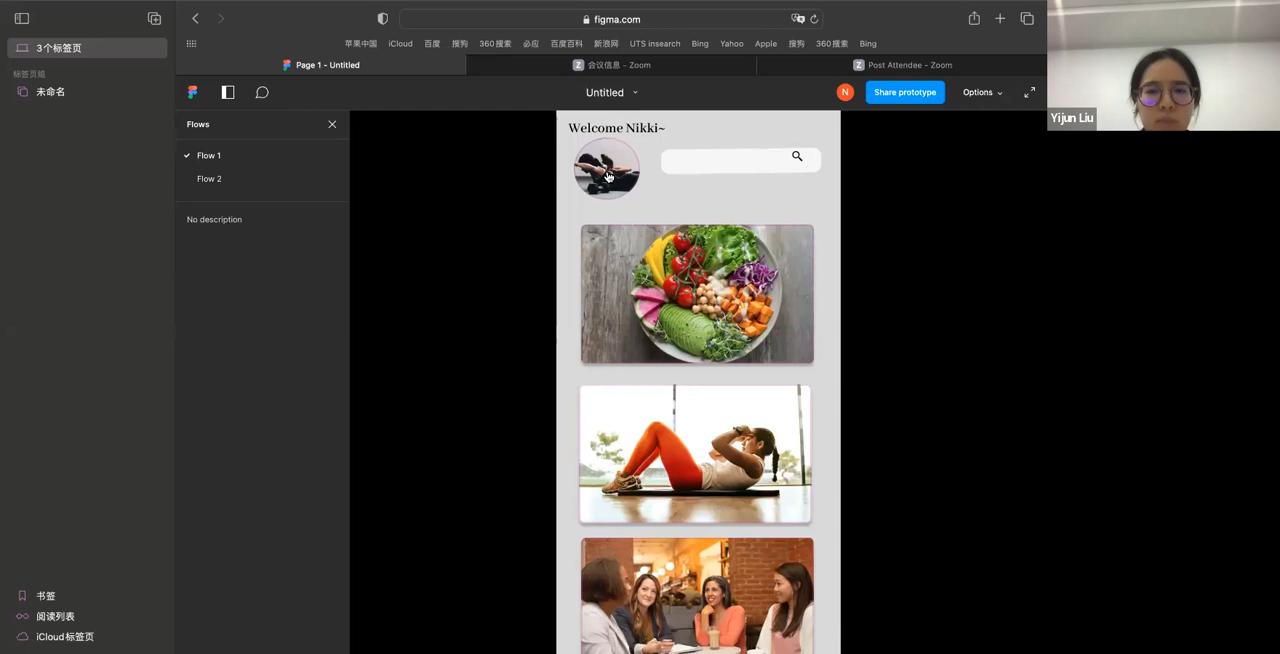 figma.com
3个标签页
苹果中国 iCloud 百度 搜狗 360搜索 必应 百度百科 新浪网 UTS insearch Bing Yahoo Apple 搜狗 360搜索 Bing
标签页组
未命名
Page 1 - Untitled
Z 会议信息 - Zoom
Z Post Attendee - Zoom
Untitled
N
Share prototype
Options
Yijun Liu
Flows
Flow 1
Flow 2
No description
Welcome Nikki~
书签
阅读列表
iCloud标签页